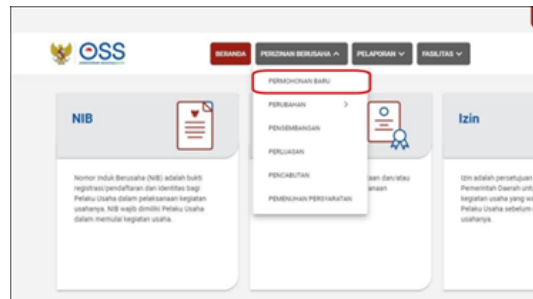 OSS
BERANDA
PERIZINAN BERUSAHA
PELAPORAN
FASILITAS
PERMOHONAN BARU
PERUBAHAN
PENGEMBANGAN
PERLUASAN
PENCABUTAN
PEMENUHAN PERSYARATAN
NIB
Nomor Induk Berusaha (NIB) adalah bukti
registrasi/pendaftaran dan identitas bagi
Pelaku Usaha dalam pelaksanaan kegiatan
usahanya. NIB wajib dimiliki Pelaku Usaha
dalam memulai kegiatan usaha.
aan dan/atau
anaan
Izin
Izin adalah persetujuan
Pemerintah Daerah unt
kegiatan usaha yang wa
Pelaku Usaha sebelum
usahanya.